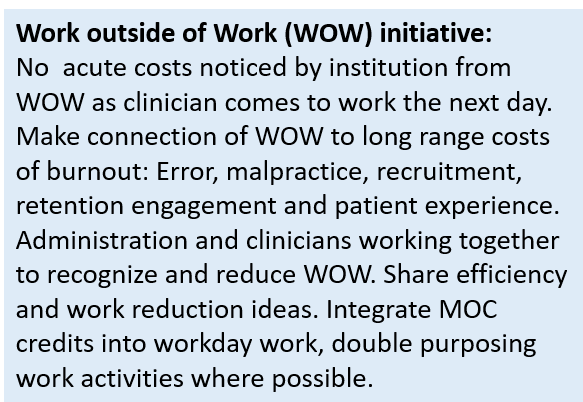 Work outside of Work (WOW) initiative:
No  acute costs noticed by institution from
WOW as clinician comes to work the next day.
Make connection of WOW to long range costs
of burnout: Error, malpractice, recruitment,
retention engagement and patient experience.
Administration and clinicians working together
to recognize and reduce WOW. Share efficiency
and work reduction ideas. Integrate MOC
credits into workday work, double purposing
work activities where possible.